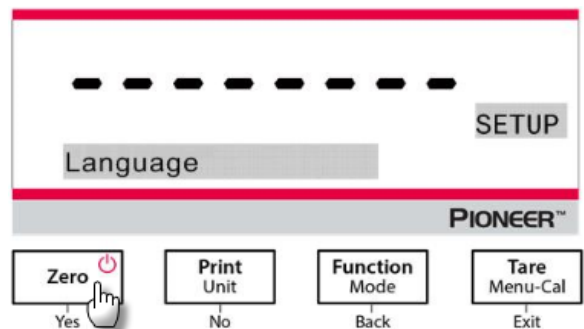 SETUP
Language
PIONEER™
Zero Print Function Tare
Unit Mode Menu-Cal
Yes No Back Exit